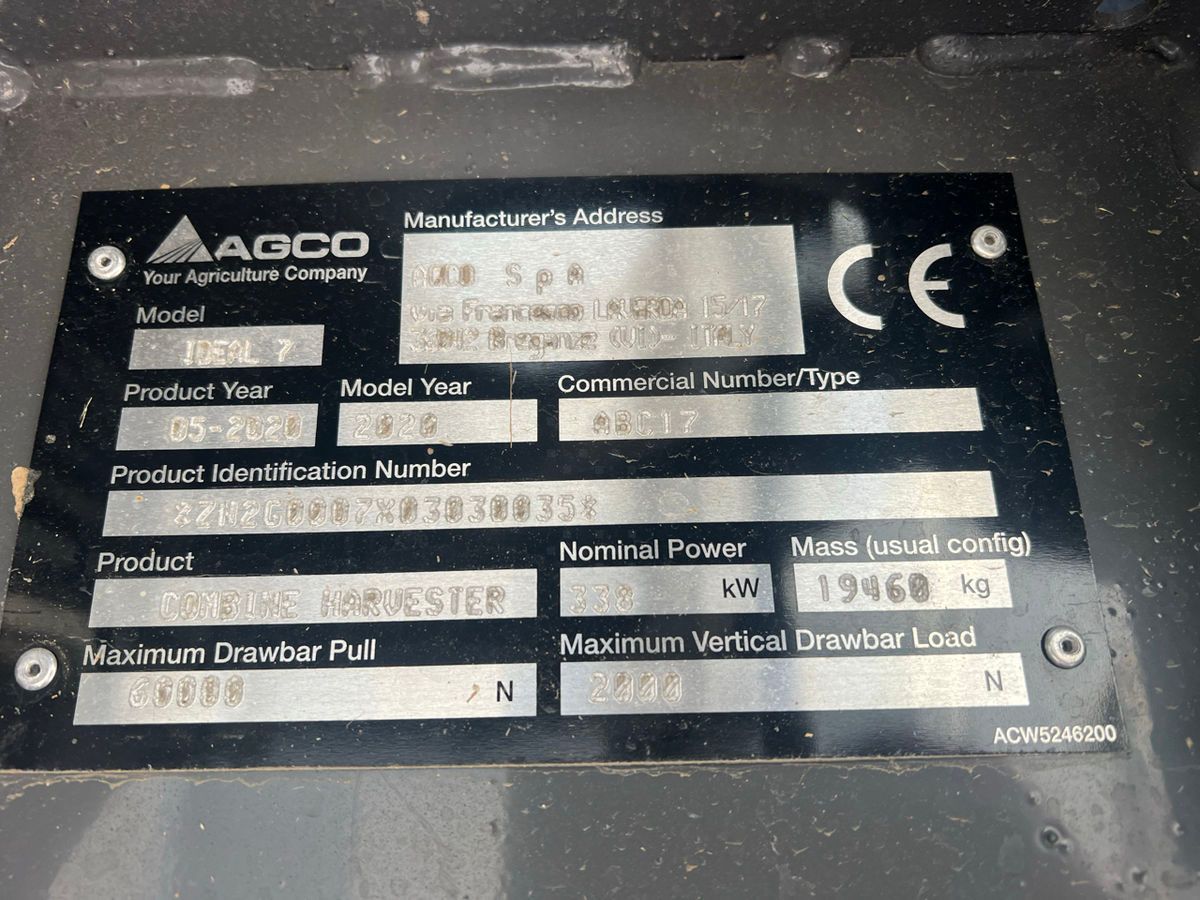 AGCO
Your Agriculture Company
Manufacturer's Address
AGCO S p A
via Francesco LAVERDA 15/17
36042 Breganze (VI)- ITALY
CE
Model
IDEAL 7
Product Year
05-2020
Model Year
2020
Commercial Number/Type
ABC17
Product Identification Number
*ZN2G0007X03030035*
Product
COMBINE HARVESTER
Nominal Power
338 kW
Mass (usual config)
19460 kg
Maximum Drawbar Pull
60000 N
Maximum Vertical Drawbar Load
2000 N
ACW5246200